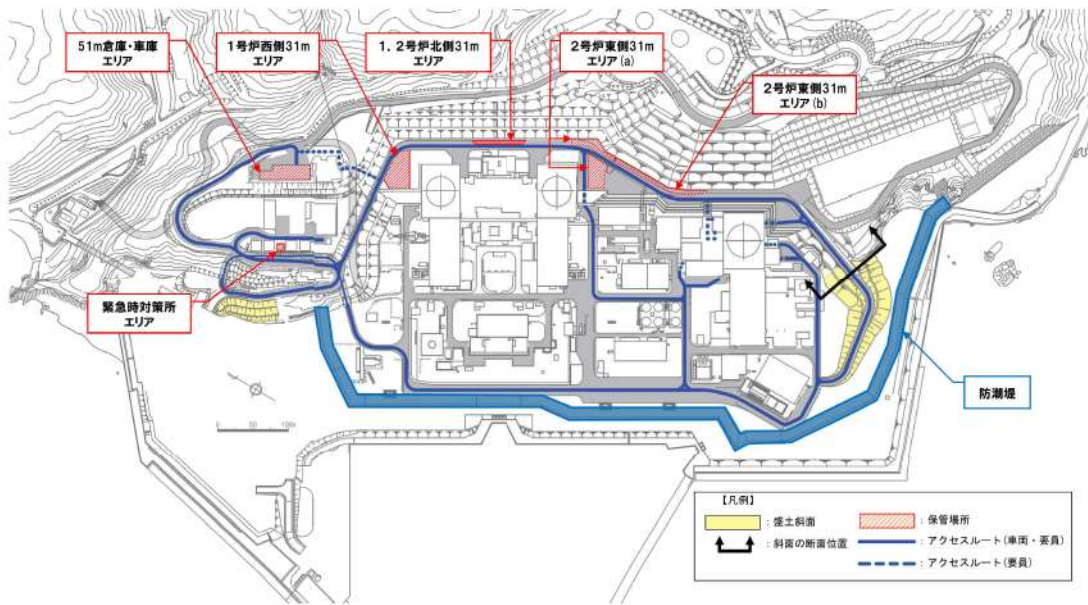 51m倉庫・車庫
エリア
1号炉西側31m
エリア
1，2号炉北側31m
エリア
2号炉東側31m
エリア(a)
2号炉東側31m
エリア(b)
緊急時対策所
エリア
防潮堤
0 50 100m
【凡例】
：盛土斜面
：保管場所
：斜面の断面位置
：アクセスルート(車両・要員)
：アクセスルート(要員)